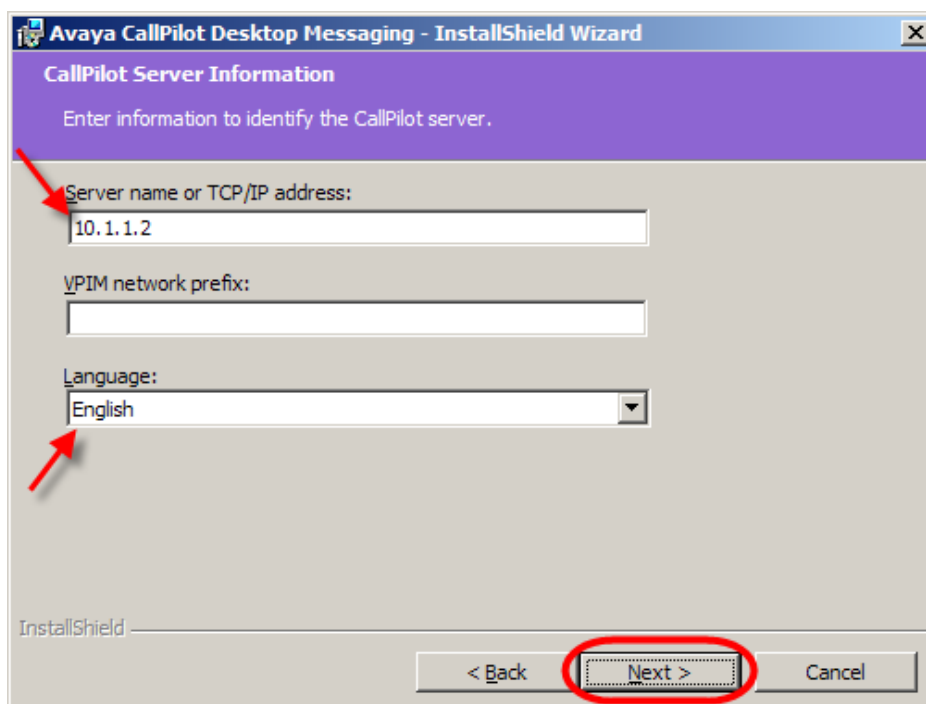 Avaya CallPilot Desktop Messaging - InstallShield Wizard
CallPilot Server Information
Enter information to identify the CallPilot server.
Server name or TCP/IP address:
10.1.1.2
VPIM network prefix:
Language:
English
InstallShield
< Back Next > Cancel